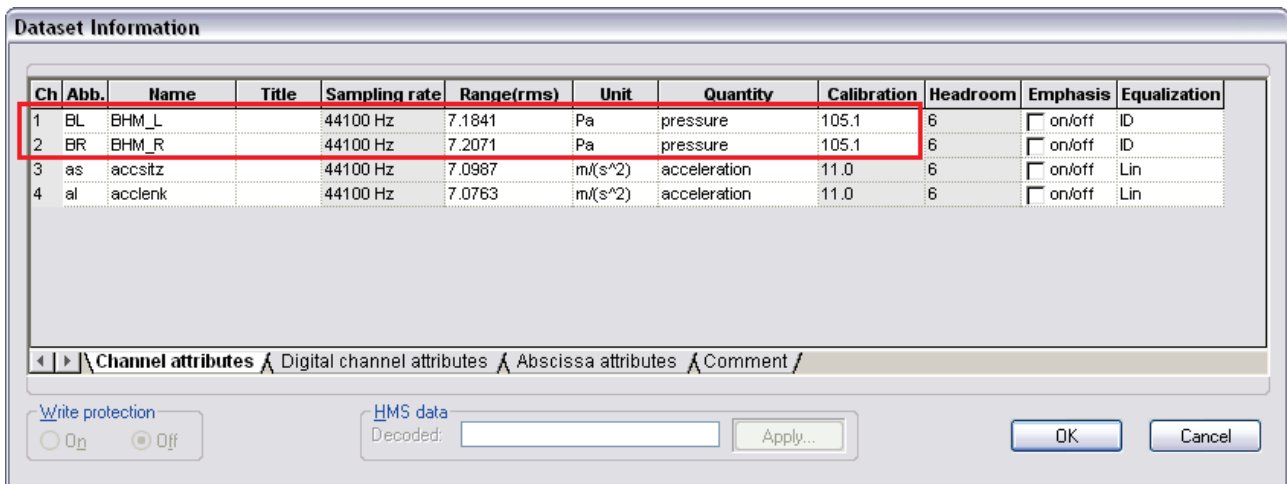 Dataset Information
Ch Abb. Name Title Sampling rate Range(rms) Unit Quantity Calibration Headroom Emphasis Equalization
1 BL BHM_L 44100 Hz 7.1841 Pa pressure 105.1 6 on/off ID
2 BR BHM_R 44100 Hz 7.2071 Pa pressure 105.1 6 on/off ID
3 as accsitz 44100 Hz 7.0987 m/(s^2) acceleration 11.0 6 on/off Lin
4 al acclenk 44100 Hz 7.0763 m/(s^2) acceleration 11.0 6 on/off Lin
Channel attributes Digital channel attributes Abscissa attributes Comment
Write protection HMS data
On Off Decoded: Apply... OK Cancel